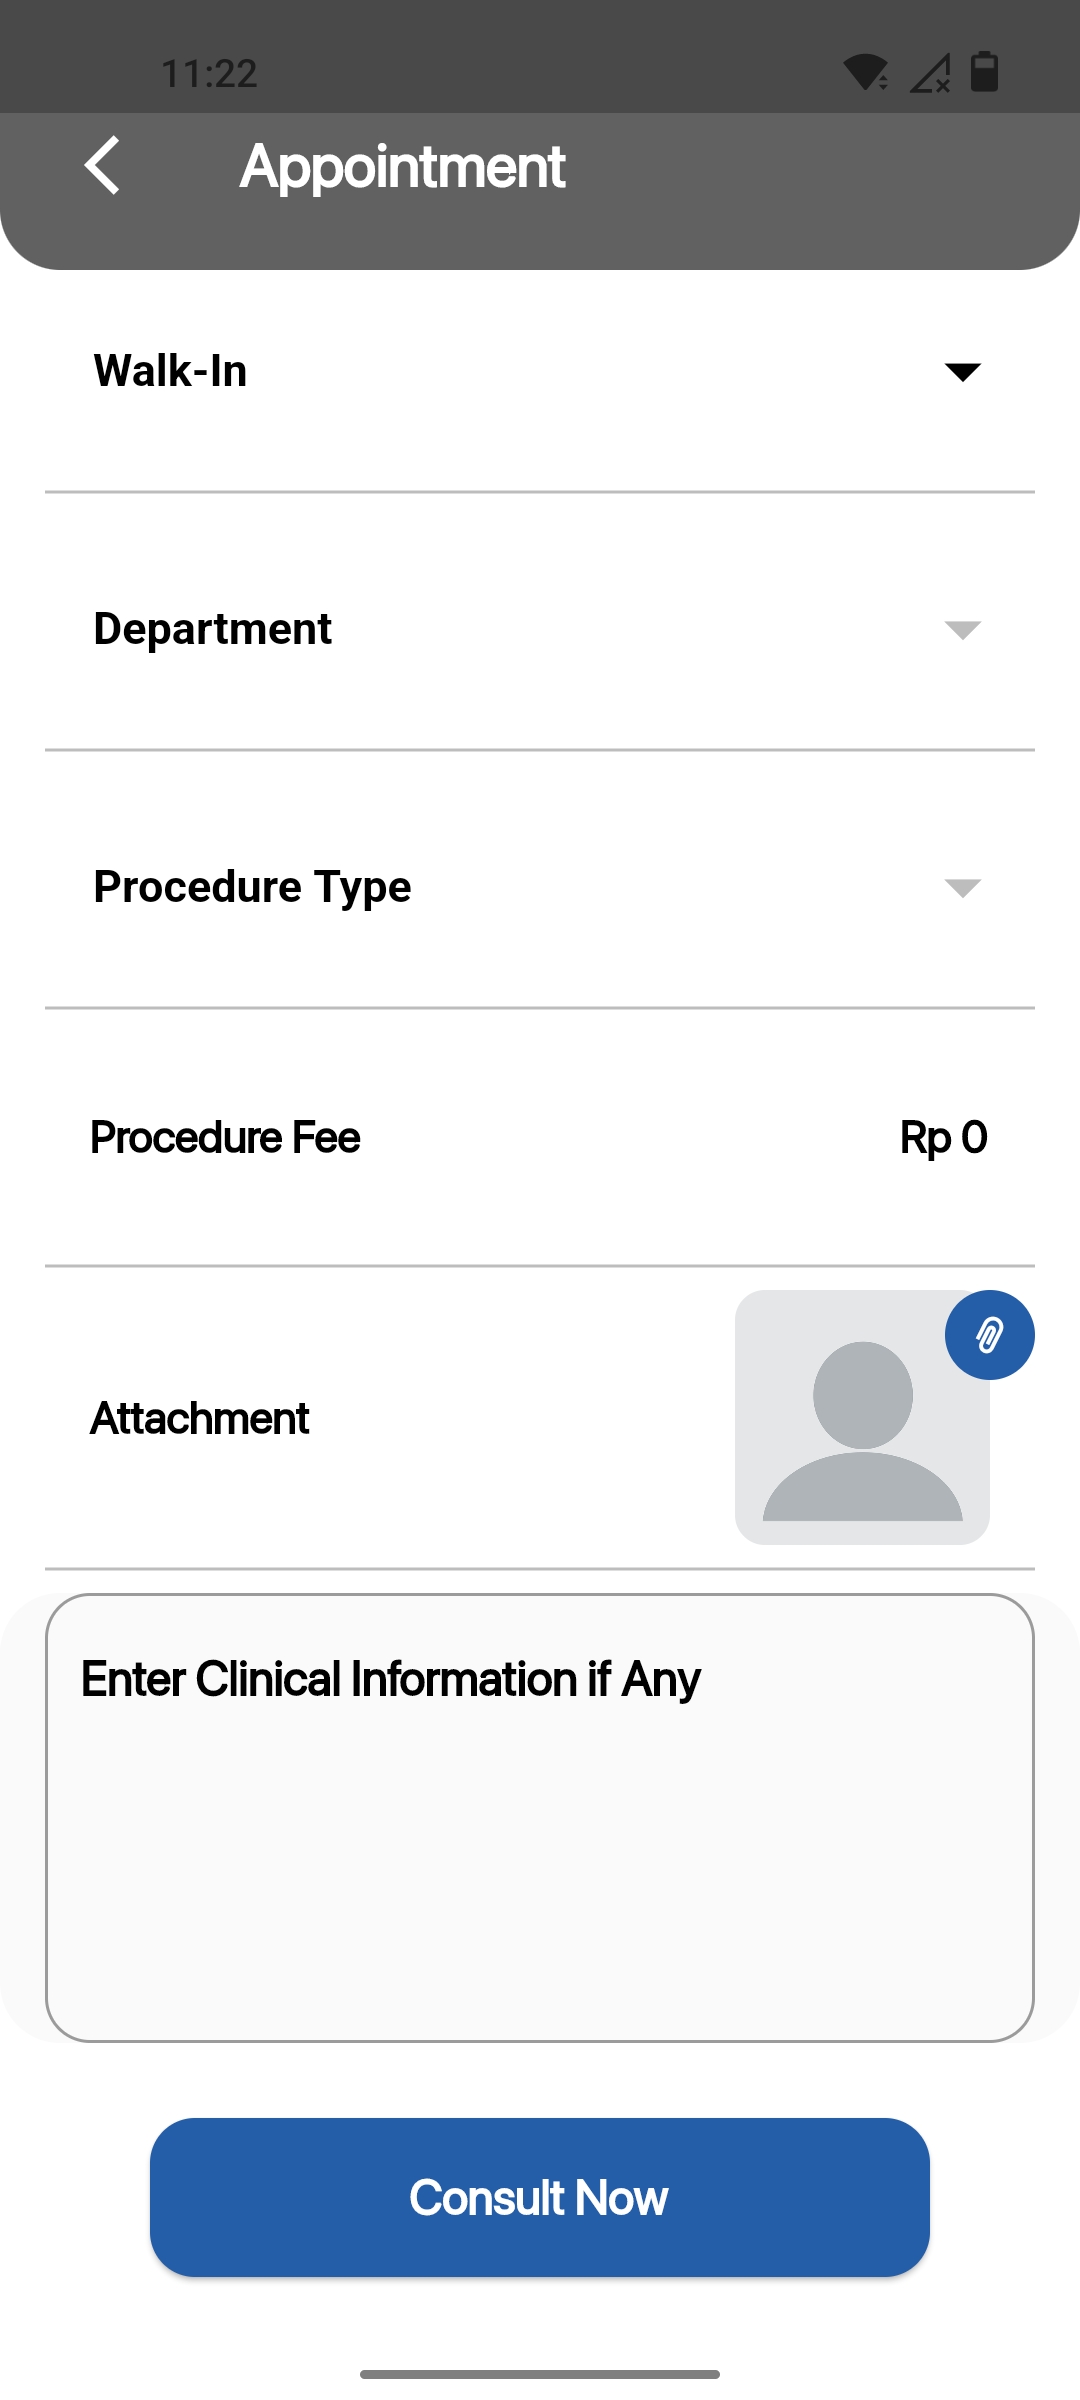 11:22
Appointment
Walk-In
Department
Procedure Type
Procedure Fee Rp 0
Attachment
Enter Clinical Information if Any
Consult Now